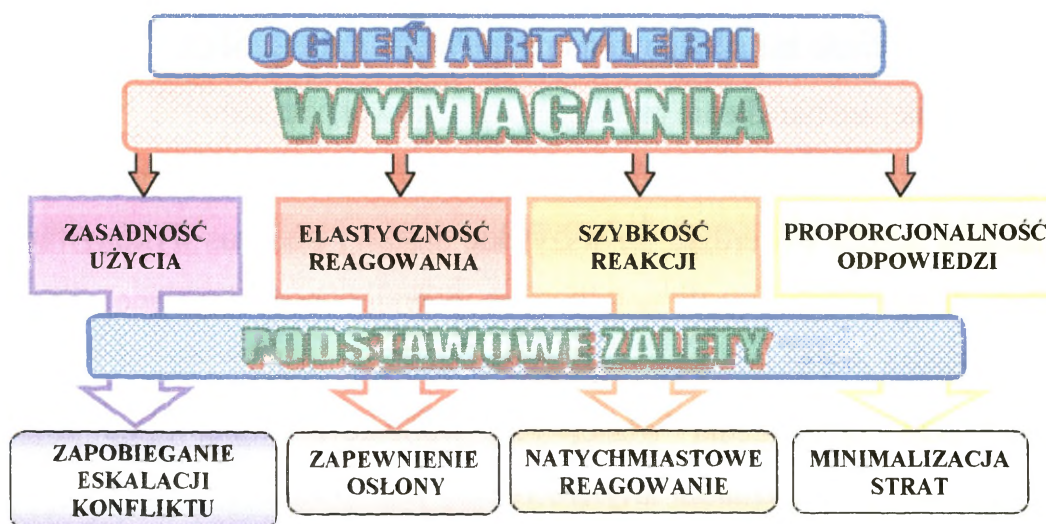 OGIEŃ ARTYLERII
WYMAGANIA
ZASADNOŚĆ
UŻYCIA
ELASTYCZNOŚĆ
REAGOWANIA
SZYBKOŚĆ
REAKCJI
PROPORCJONALNOŚĆ
ODPOWIEDZI
PODSTAWOWE ZALETY
ZAPOBIEGANIE
ESKALACJI
KONFLIKTU
ZAPEWNIENIE
OSŁONY
NATYCHMIASTOWE
REAGOWANIE
MINIMALIZACJA
STRAT